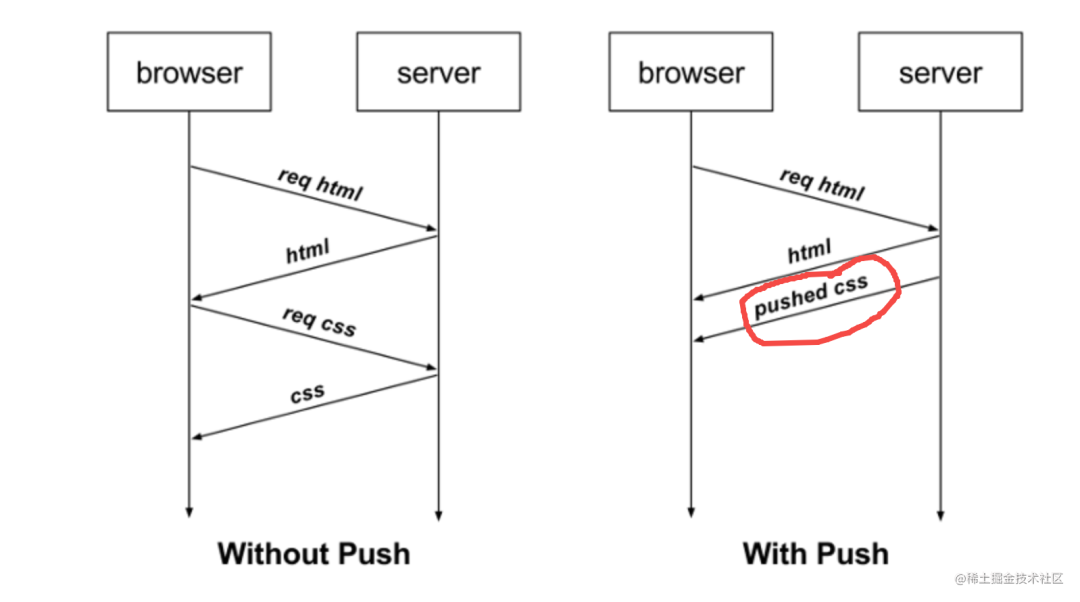 browser
server
req html
html
req css
css
Without Push
browser
server
req html
html
pushed css
With Push
@稀土掘金技术社区